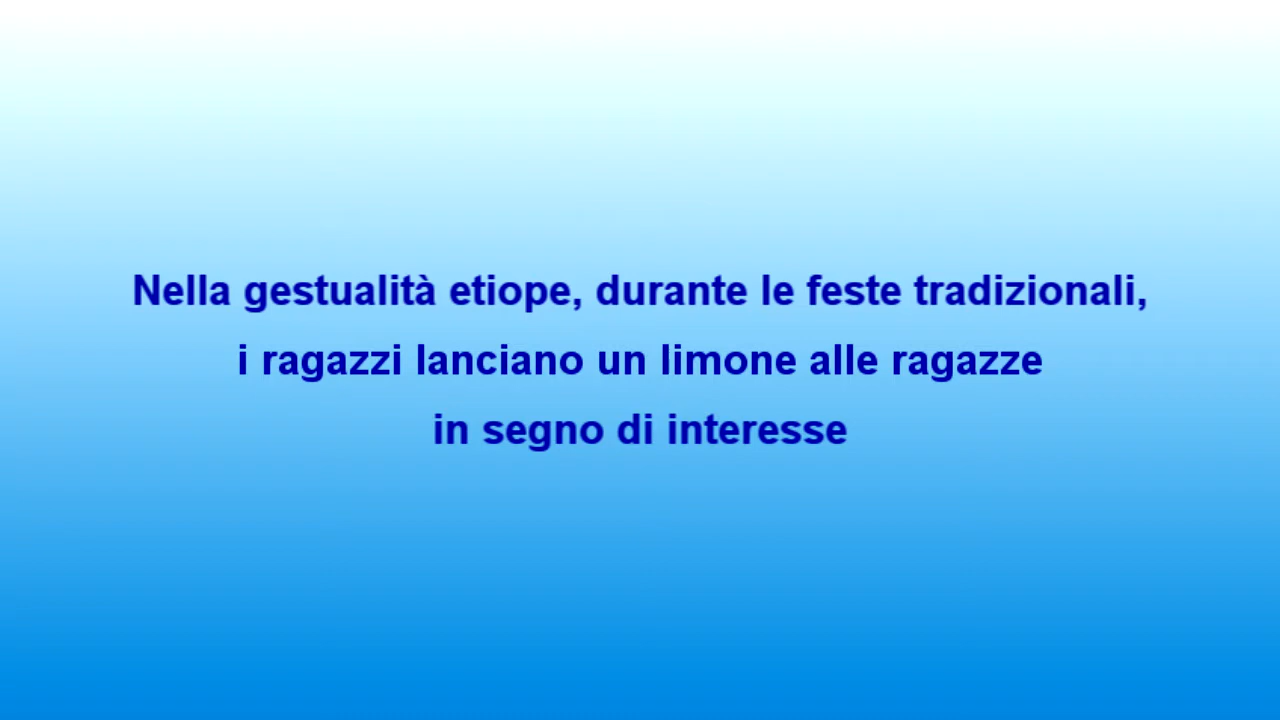 Nella gestualità etiope, durante le feste tradizionali,
i ragazzi lanciano un limone alle ragazze
in segno di interesse